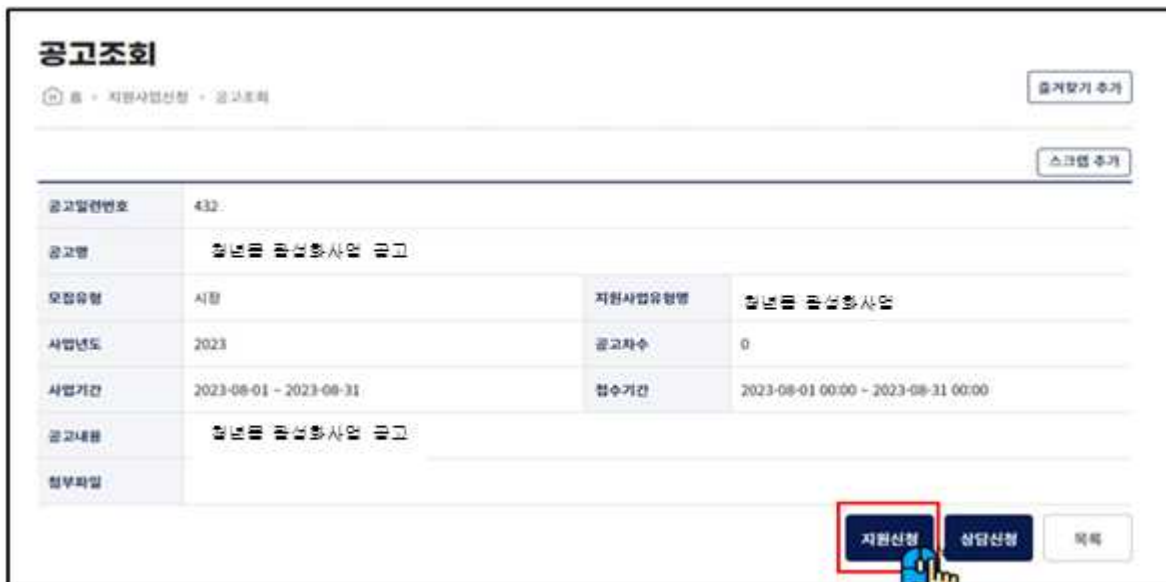 공고조회
홈 · 지원사업신청 · 공고조회
즐겨찾기 추가
스크랩 추가
공고일련번호 432
공고명 청년몰 활성화사업 공고
모집유형 시장 지원사업유형명 청년몰 활성화사업
사업년도 2023 공고차수 0
사업기간 2023-08-01 ~ 2023-08-31 접수기간 2023-08-01 00:00 ~ 2023-08-31 00:00
공고내용 청년몰 활성화사업 공고
첨부파일
지원신청 상담신청 목록